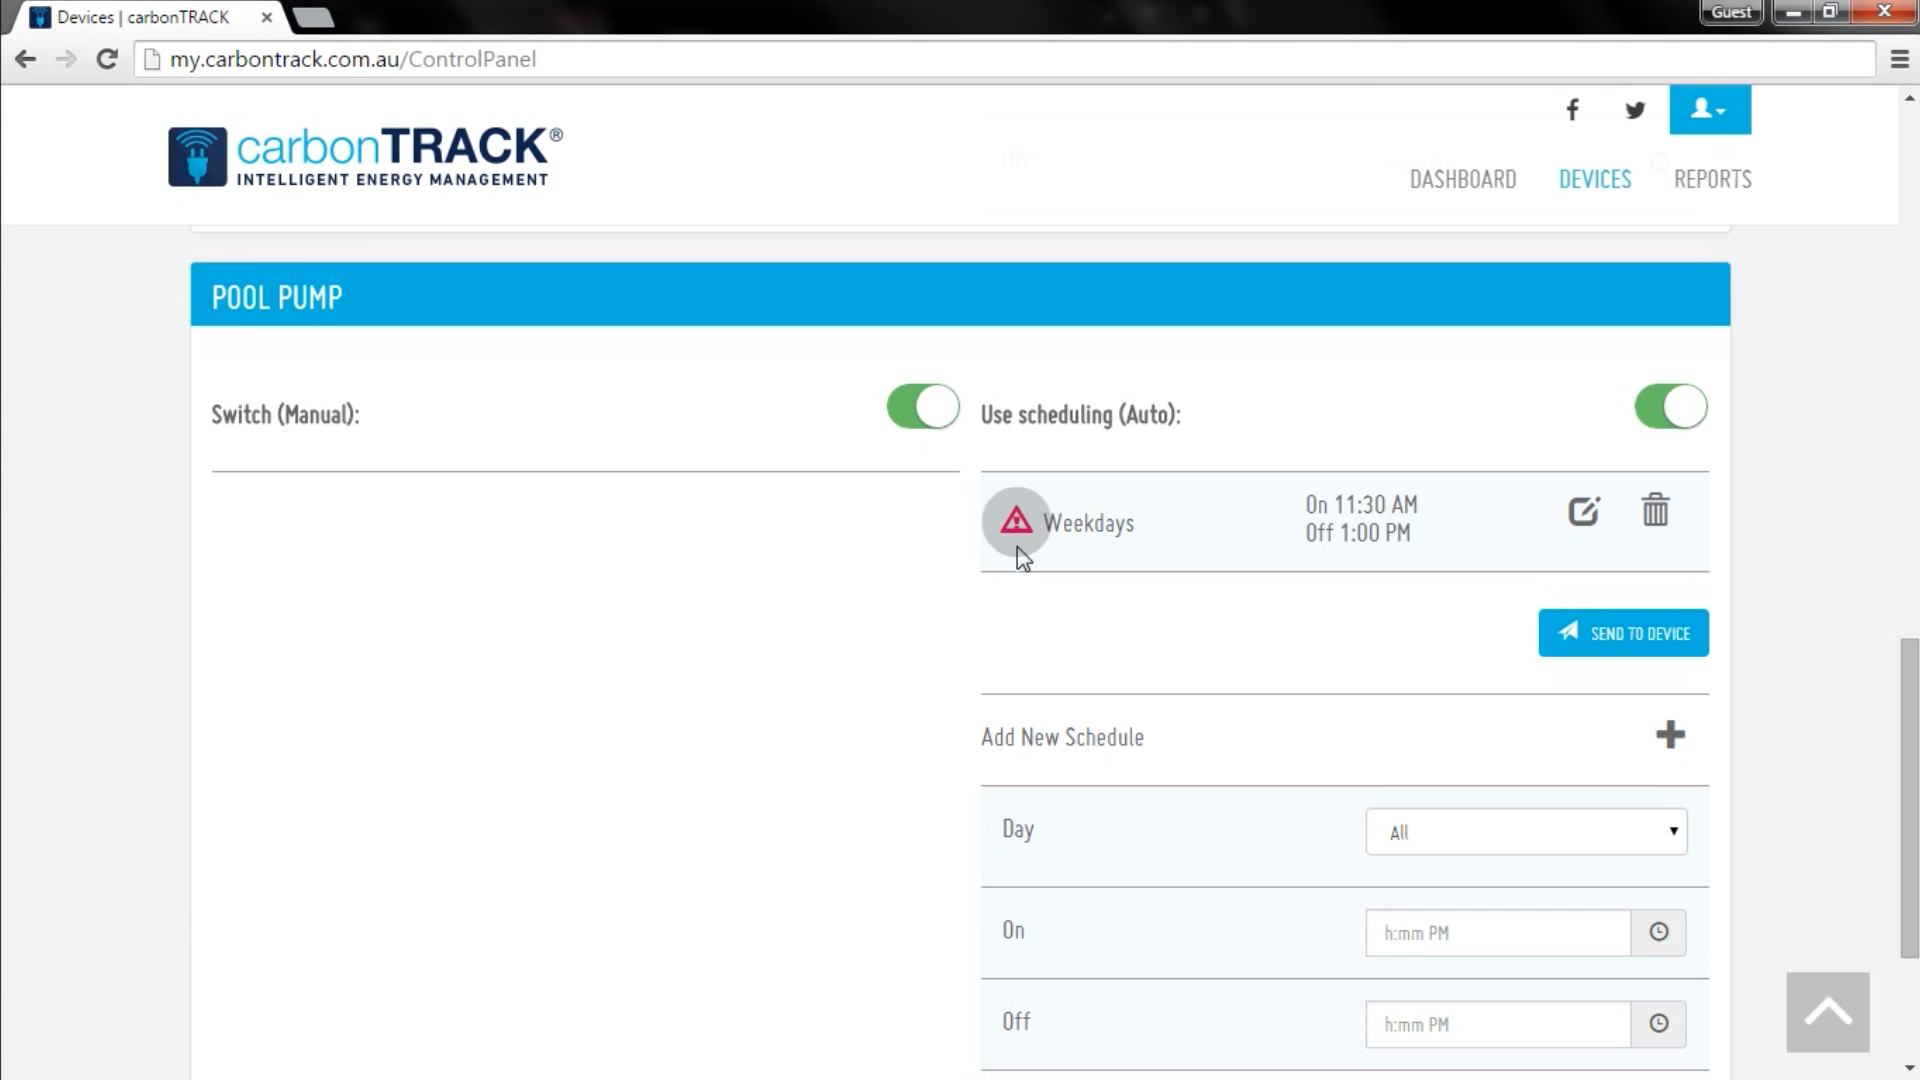 Devices | carbonTRACK
Guest
my.carbontrack.com.au/ControlPanel
carbonTRACK®
INTELLIGENT ENERGY MANAGEMENT
DASHBOARD DEVICES REPORTS
POOL PUMP
Switch (Manual):
Use scheduling (Auto):
Weekdays
On 11:30 AM
Off 1:00 PM
SEND TO DEVICE
Add New Schedule
Day
All
On
h:mm PM
Off
h:mm PM